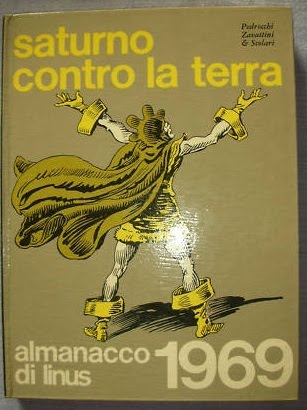 saturno
contro la terra
Pedrocchi
Zavattini
& Scolari
almanacco
di linus
1969